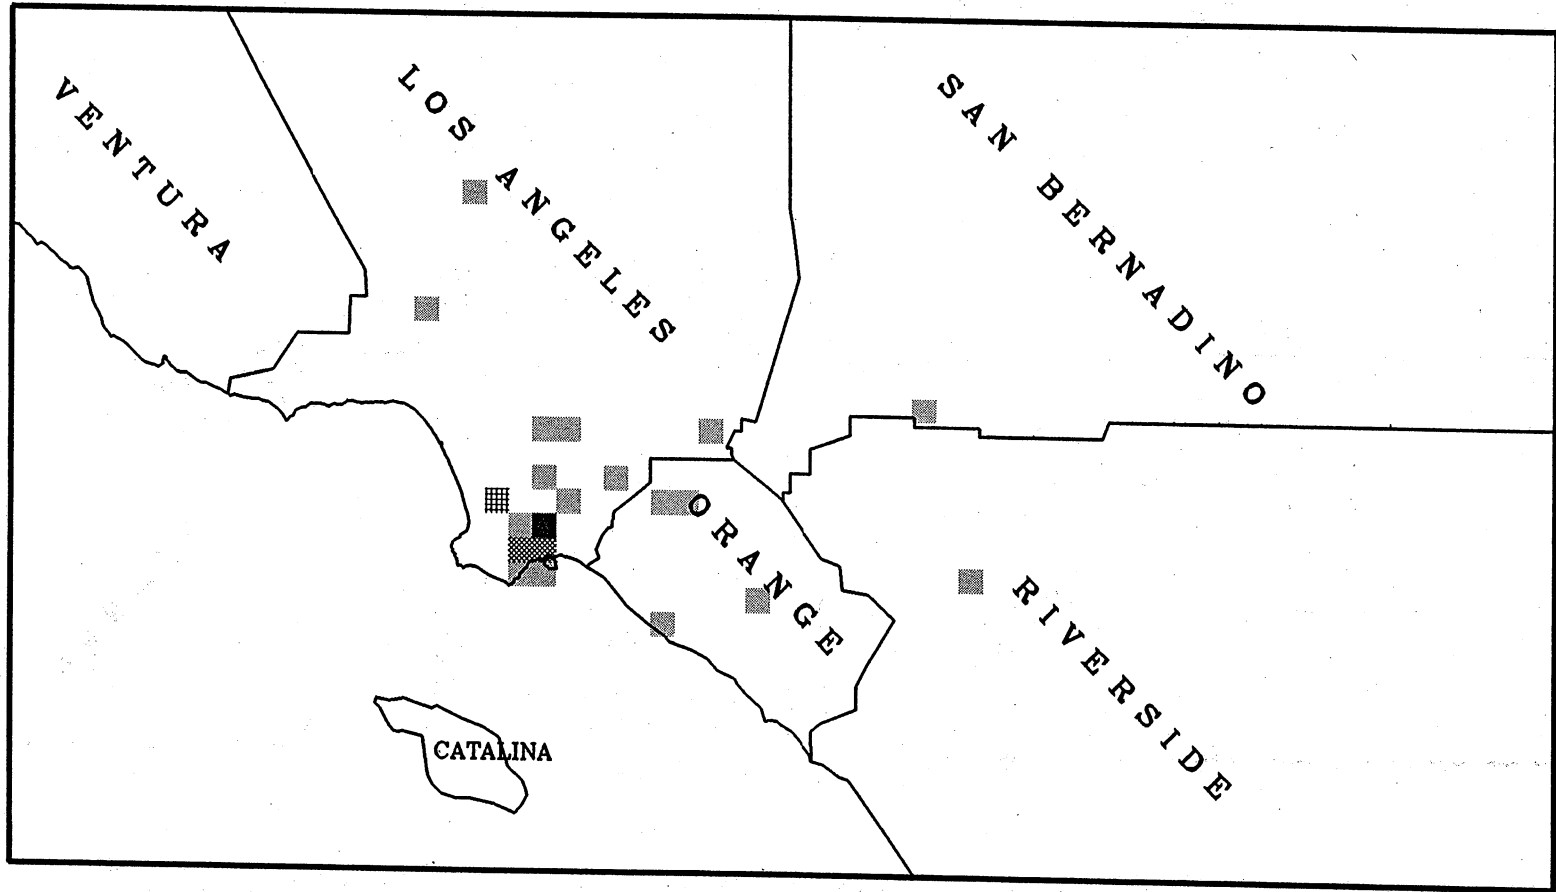 VENTURA
LOS ANGELES
SAN BERNADINO
ORANGE
RIVERSIDE
CATALINA